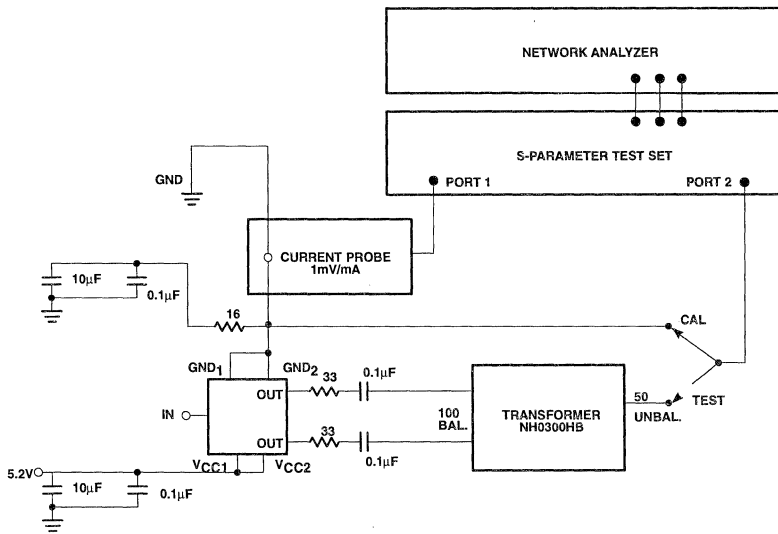 NETWORK ANALYZER
S-PARAMETER TEST SET
PORT 1
PORT 2
GND
CURRENT PROBE
1mV/mA
10μF
0.1μF
16
CAL
GND1
GND2
33
0.1μF
OUT
IN
TRANSFORMER
NH0300HB
50
UNBAL.
TEST
100
BAL.
OUT
33
0.1μF
VCC1
VCC2
5.2V
10μF
0.1μF